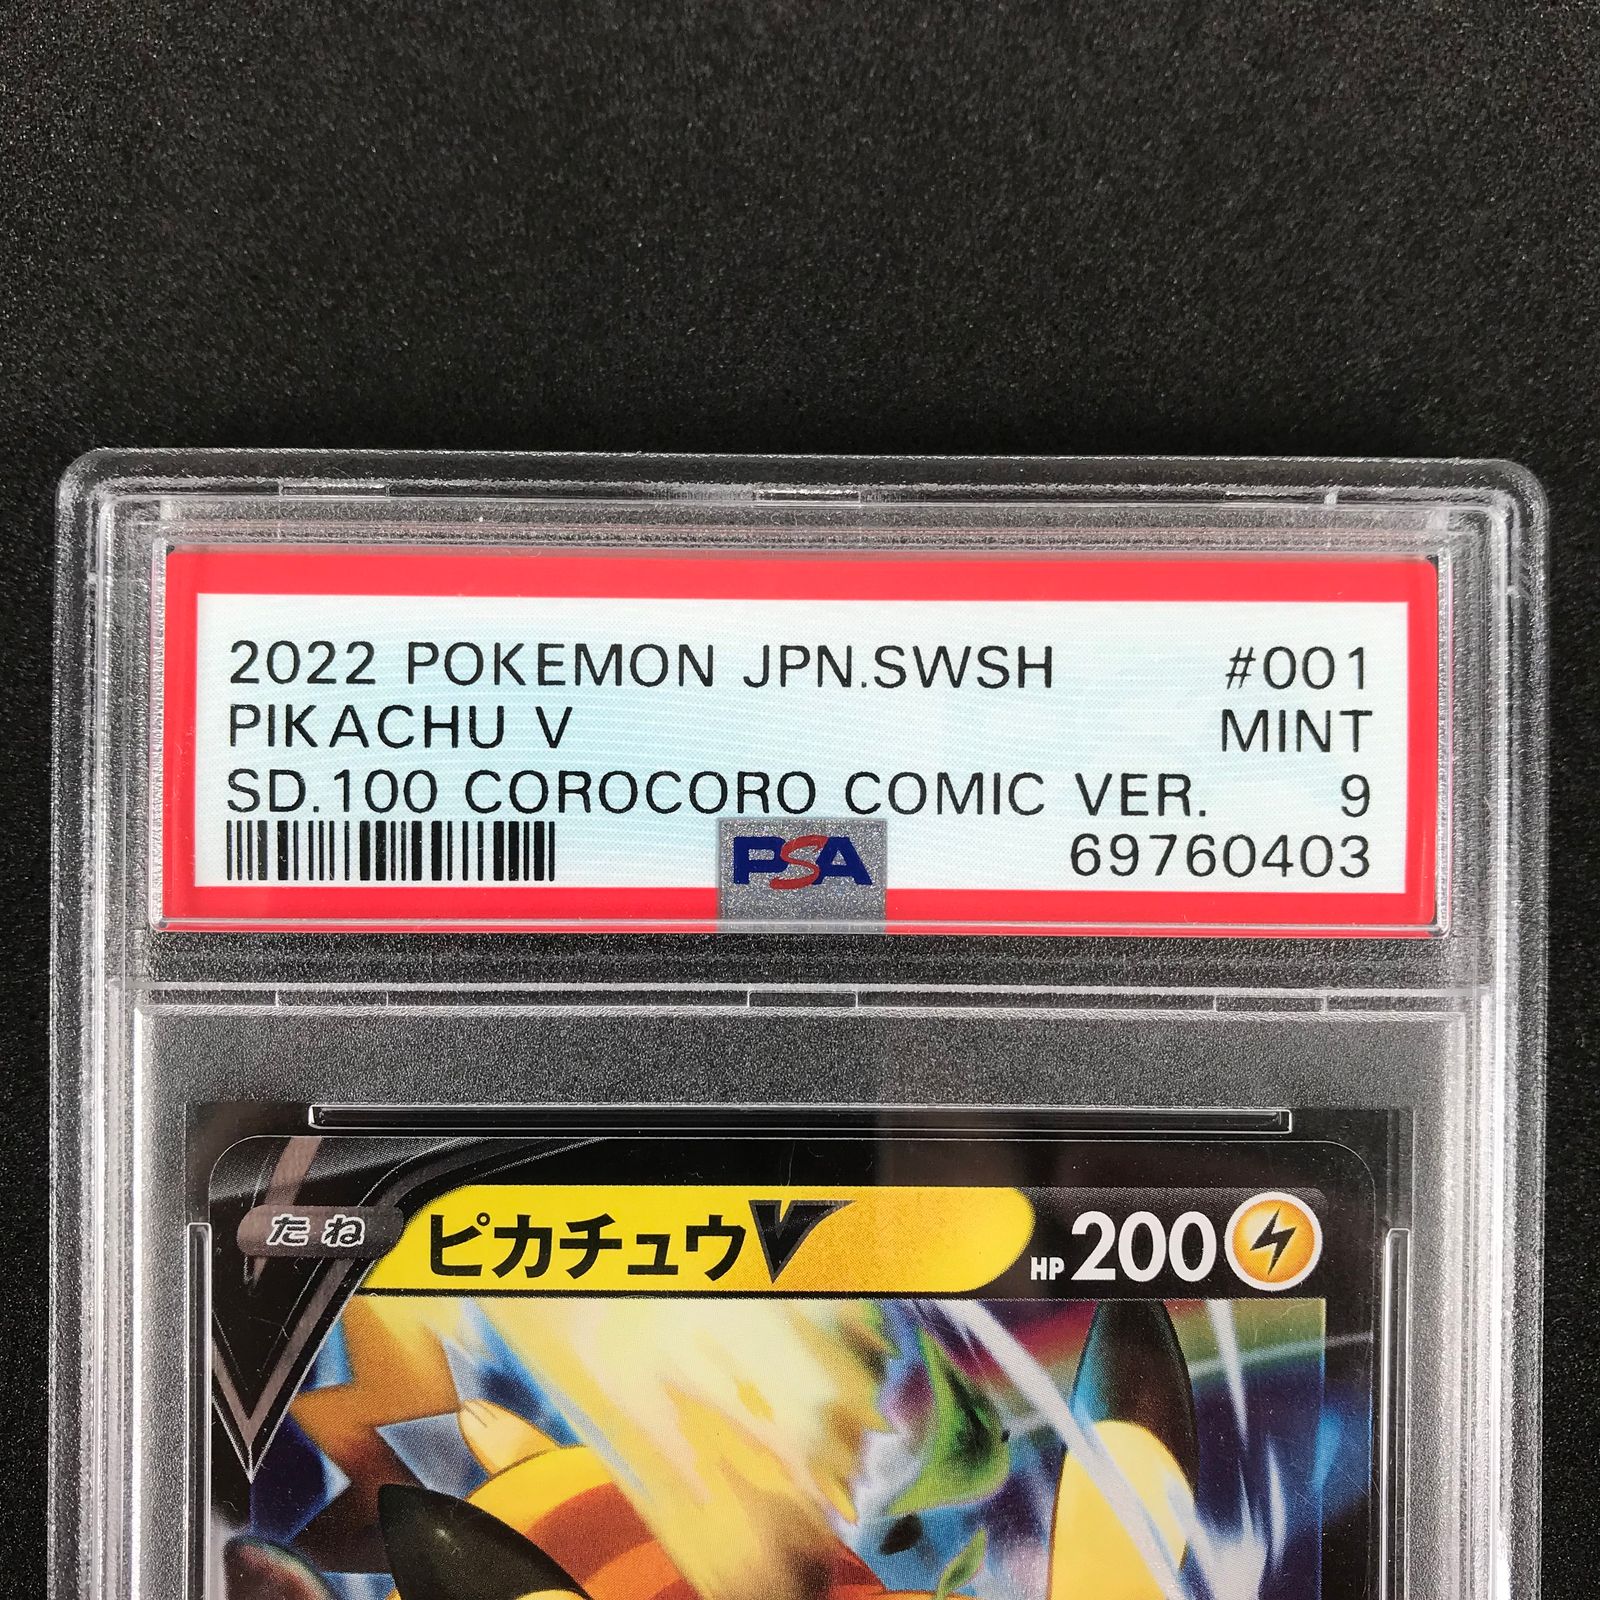 2022 POKEMON JPN.SWSH #001
PIKACHU V MINT
SD.100 COROCORO COMIC VER. 9
PSA 69760403
たね ピカチュウV HP200